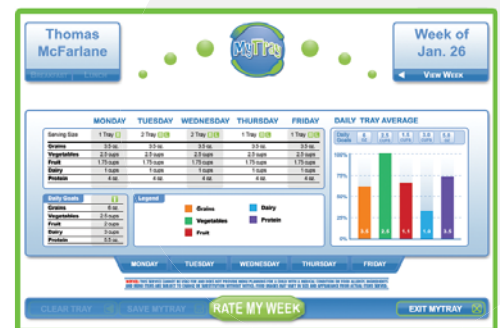 Thomas
McFarlane
BREAKFAST | LUNCH
MyTray
Week of
Jan. 26
VIEW WEEK
MONDAY TUESDAY WEDNESDAY THURSDAY FRIDAY
Serving Size 1 Tray 2 Tray 2 Tray 1 Tray 1 Tray
Grains 3.5 oz. 3.5 oz. 3.5 oz. 3.5 oz. 3.5 oz.
Vegetables 2.5 cups 2.5 cups 2.5 cups 2.5 cups 2.5 cups
Fruit 1.75 cups 1.75 cups 1.75 cups 1.75 cups 1.75 cups
Dairy 1 cups 1 cups 1 cups 1 cups 1 cups
Protein 4 oz. 4 oz. 4 oz. 4 oz. 4 oz.
DAILY TRAY AVERAGE
Daily
Goals
100%
75%
50%
25%
0%
Daily Goals
Grains 6 oz.
Vegetables 2.5 cups
Fruit 2 cups
Dairy 3 cups
Protein 5.5 oz.
Legend
Grains
Vegetables
Fruit
Dairy
Protein
MONDAY TUESDAY WEDNESDAY THURSDAY FRIDAY
CLEAR TRAY
SAVE MYTRAY
RATE MY WEEK
EXIT MYTRAY